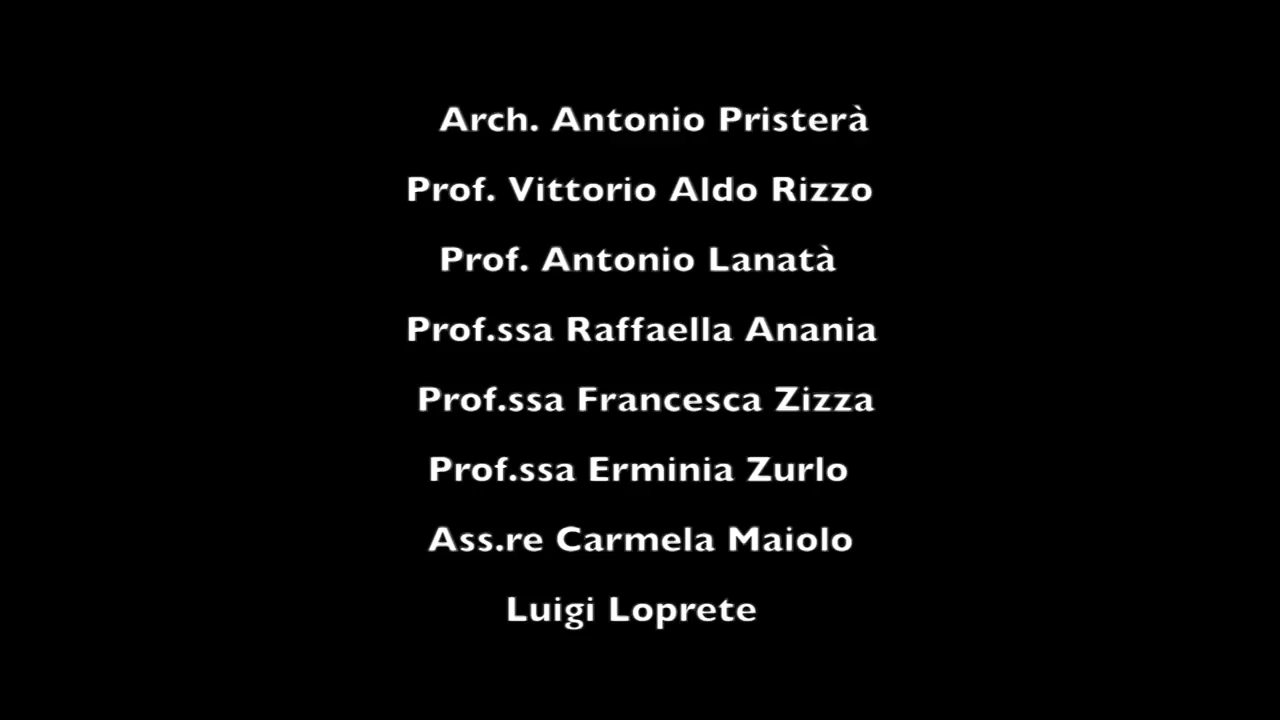 Arch. Antonio Pristerà
Prof. Vittorio Aldo Rizzo
Prof. Antonio Lanatà
Prof.ssa Raffaella Anania
Prof.ssa Francesca Zizza
Prof.ssa Erminia Zurlo
Ass.re Carmela Maiolo
Luigi Loprete